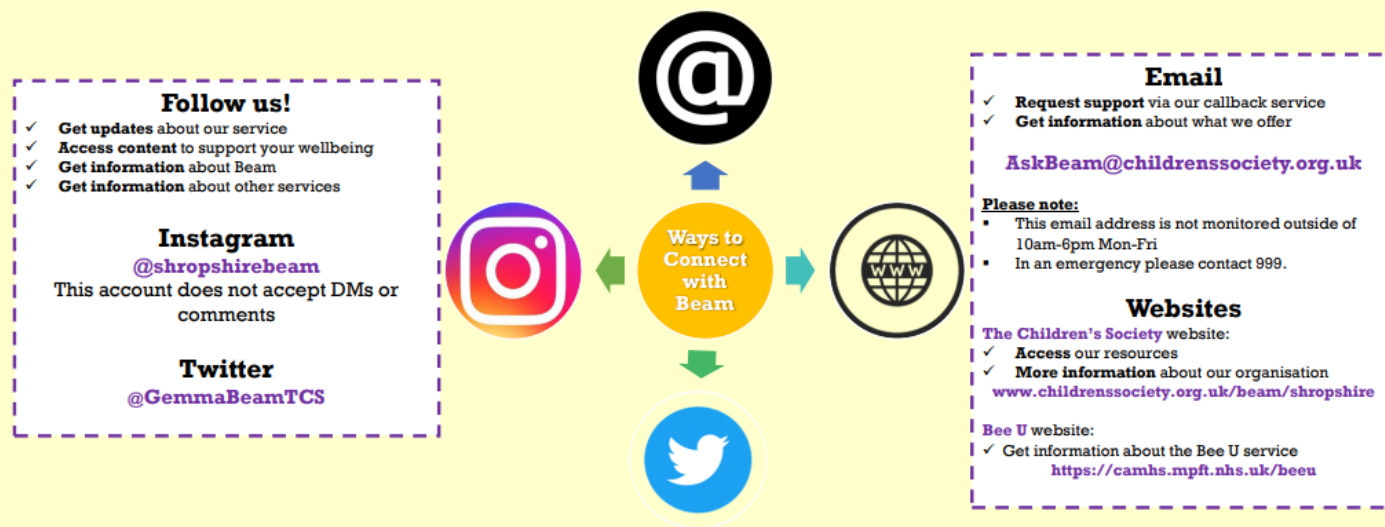 Follow us!
✓ Get updates about our service
✓ Access content to support your wellbeing
✓ Get information about Beam
✓ Get information about other services
Instagram
@shropshirebeam
This account does not accept DMs or
comments
Twitter
@GemmaBeamTCS
@
Ways to
Connect
with
Beam
WWW
Email
✓ Request support via our callback service
✓ Get information about what we offer
AskBeam@childrenssociety.org.uk
Please note:
▪ This email address is not monitored outside of
10am-6pm Mon-Fri
▪ In an emergency please contact 999.
Websites
The Children's Society website:
✓ Access our resources
✓ More information about our organisation
www.childrenssociety.org.uk/beam/shropshire
Bee U website:
✓ Get information about the Bee U service
https://camhs.mpft.nhs.uk/beeu